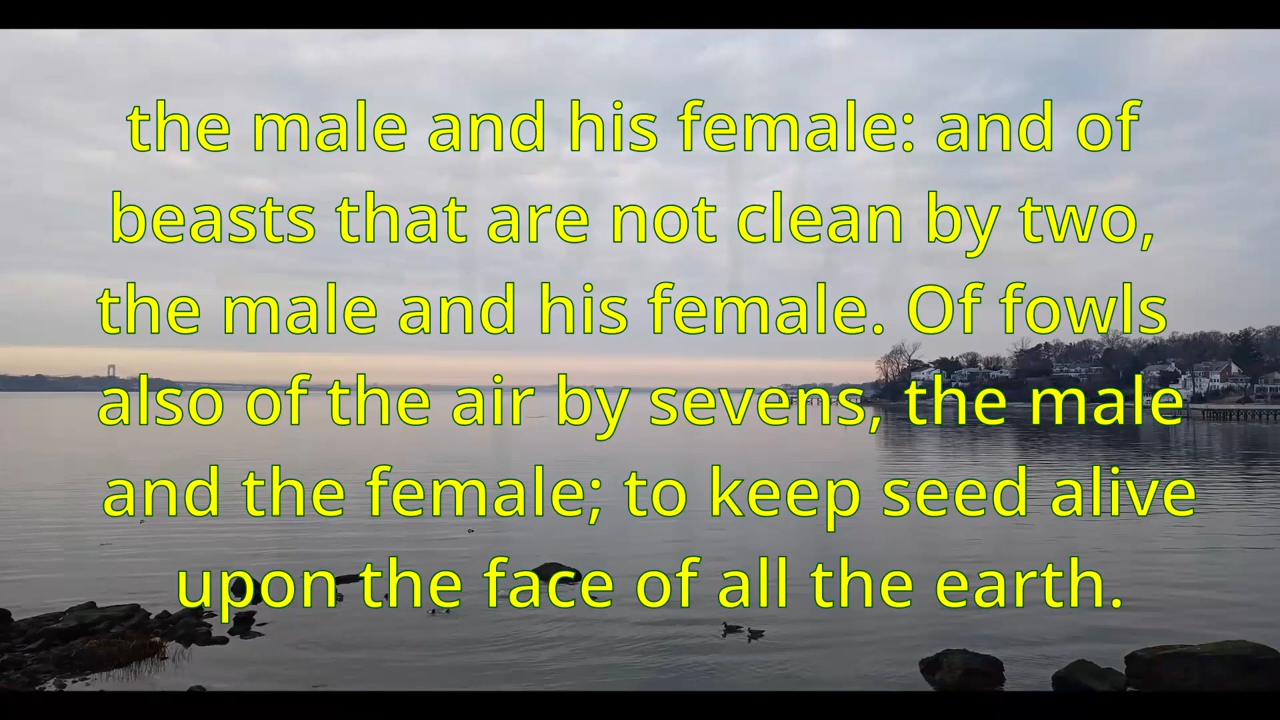 the male and his female: and of
beasts that are not clean by two,
the male and his female. Of fowls
also of the air by sevens, the male
and the female; to keep seed alive
upon the face of all the earth.